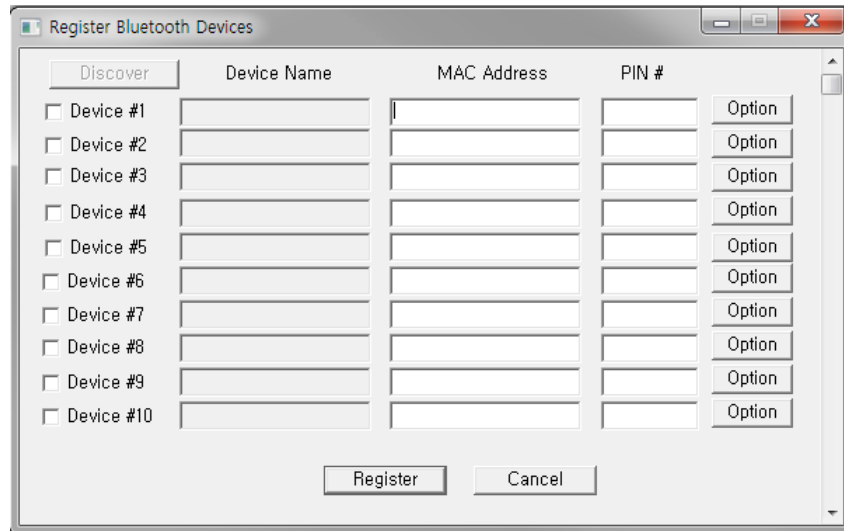 Register Bluetooth Devices
Discover Device Name MAC Address PIN #
Device #1 Option
Device #2 Option
Device #3 Option
Device #4 Option
Device #5 Option
Device #6 Option
Device #7 Option
Device #8 Option
Device #9 Option
Device #10 Option
Register Cancel